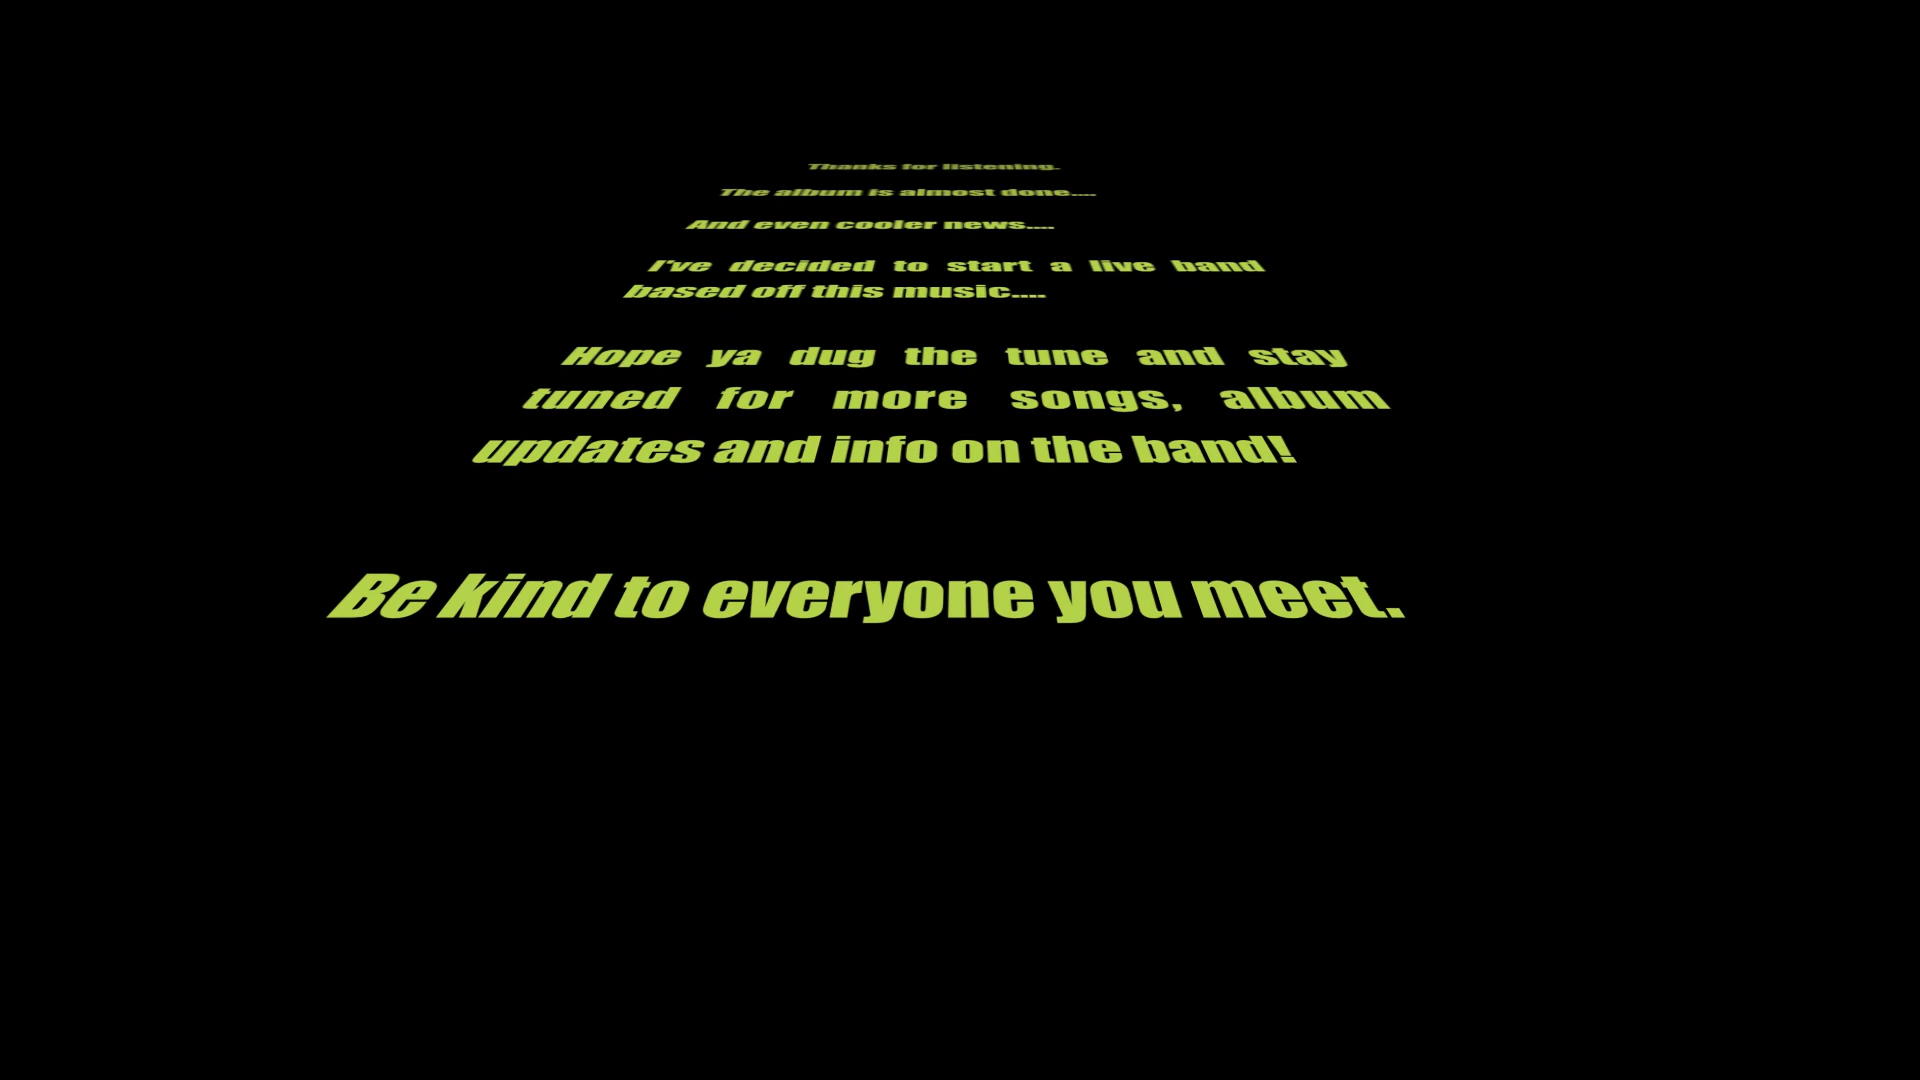 Thanks for listening.
The album is almost done....
And even cooler news....
I've decided to start a live band
based off this music....
Hope ya dug the tune and stay
tuned for more songs, album
updates and info on the band!
Be kind to everyone you meet.